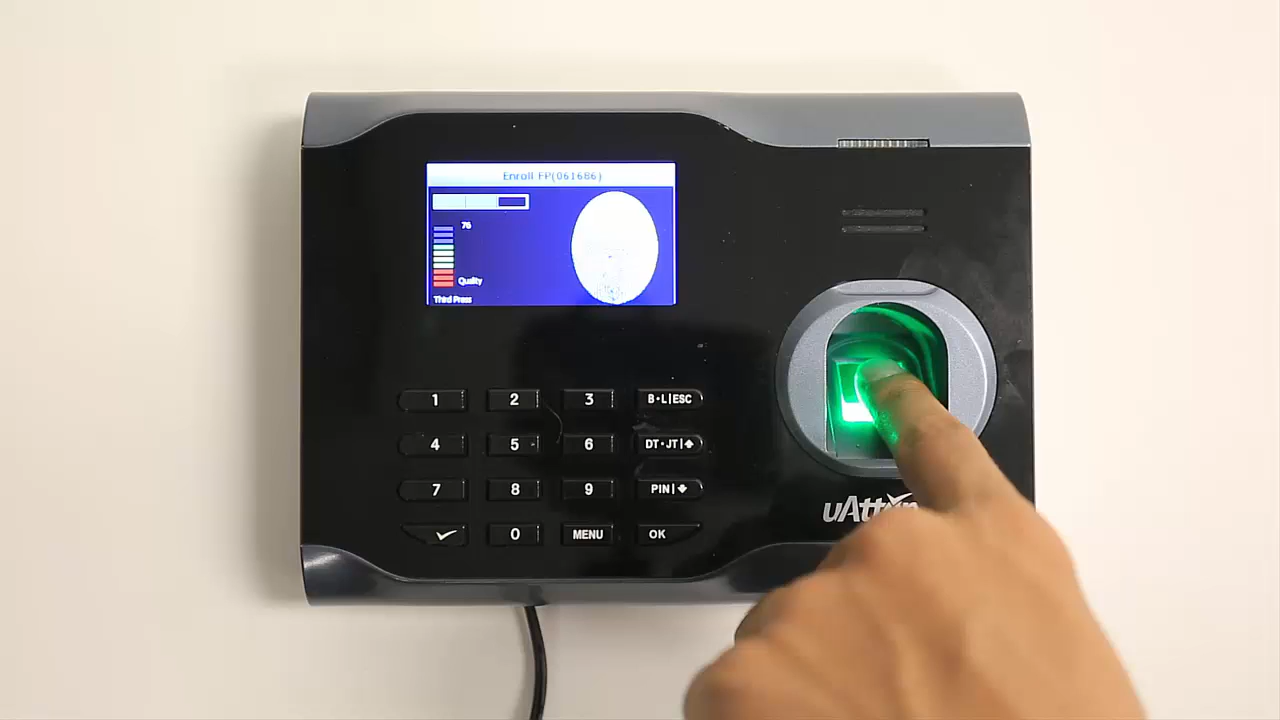 Enroll FP(061686)
76
Quality
Third Press
1 2 3 B-L|ESC
4 5 6 DT-JT|
7 8 9 PIN|
0 MENU OK